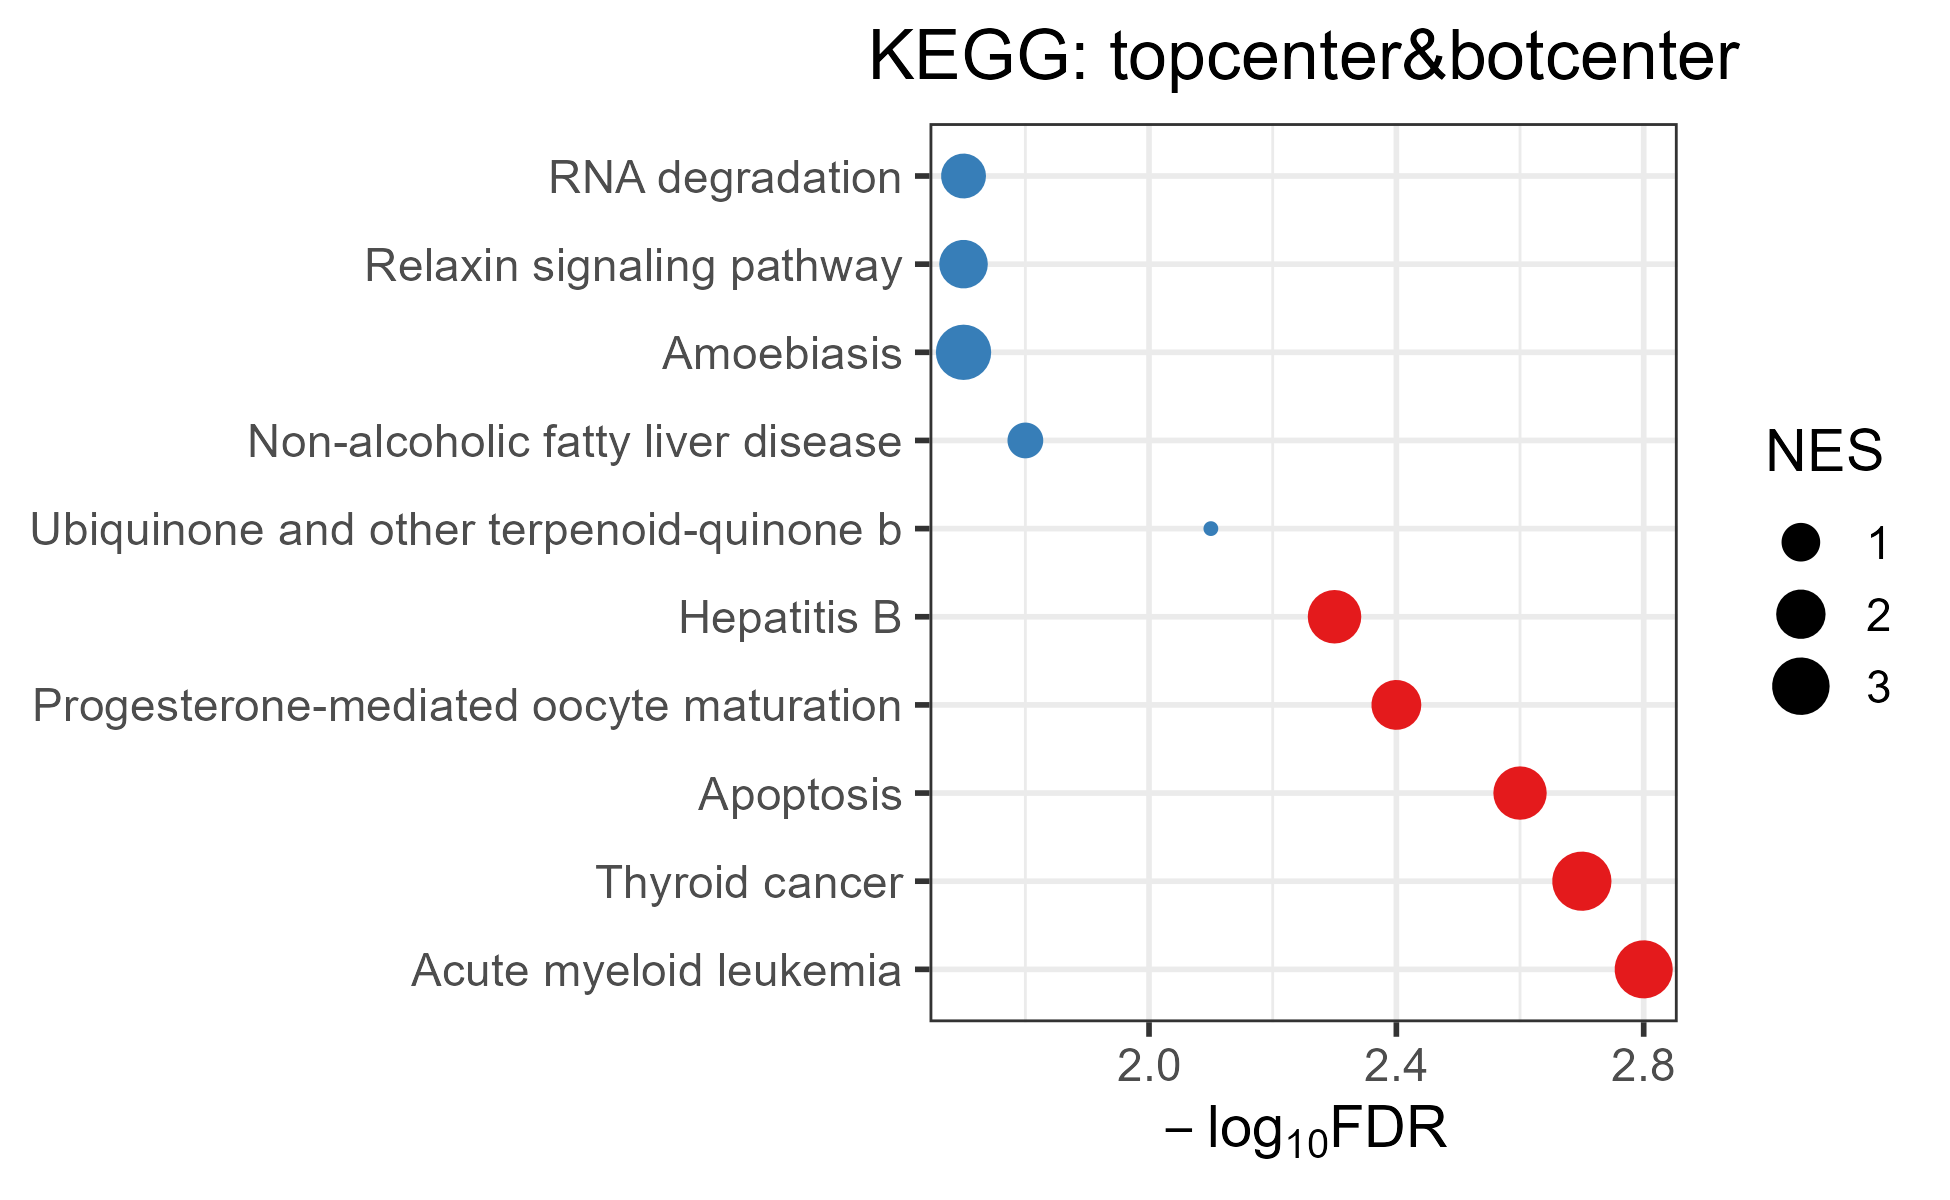 KEGG: topcenter&botcenter
RNA degradation
Relaxin signaling pathway
Amoebiasis
Non-alcoholic fatty liver disease
Ubiquinone and other terpenoid-quinone b
Hepatitis B
Progesterone-mediated oocyte maturation
Apoptosis
Thyroid cancer
Acute myeloid leukemia
2.0 2.4 2.8
− log₁₀FDR
NES
1
2
3